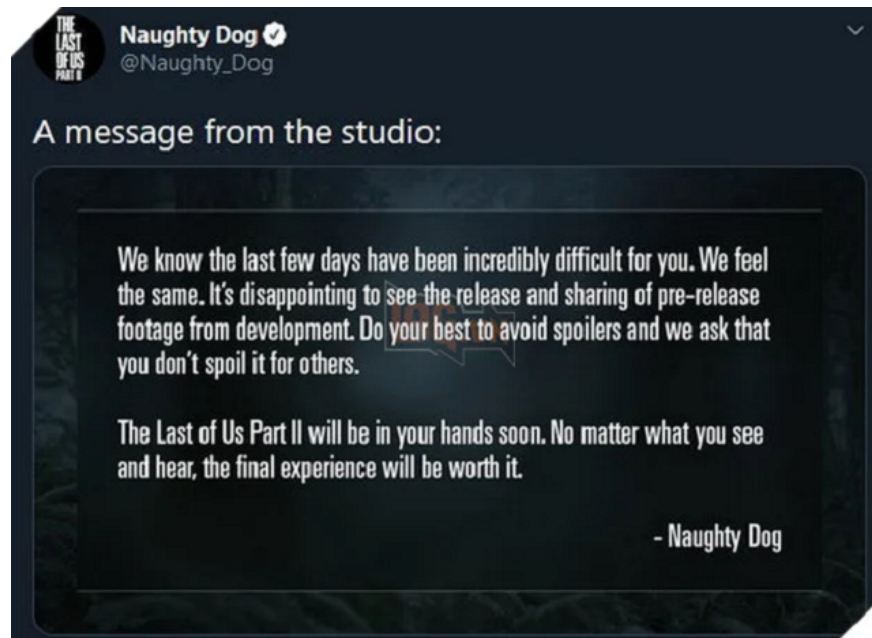 THE
LAST
OF US
PART II
Naughty Dog
@Naughty_Dog
A message from the studio:
We know the last few days have been incredibly difficult for you. We feel
the same. It's disappointing to see the release and sharing of pre-release
footage from development. Do your best to avoid spoilers and we ask that
you don't spoil it for others.
The Last of Us Part II will be in your hands soon. No matter what you see
and hear, the final experience will be worth it.
- Naughty Dog